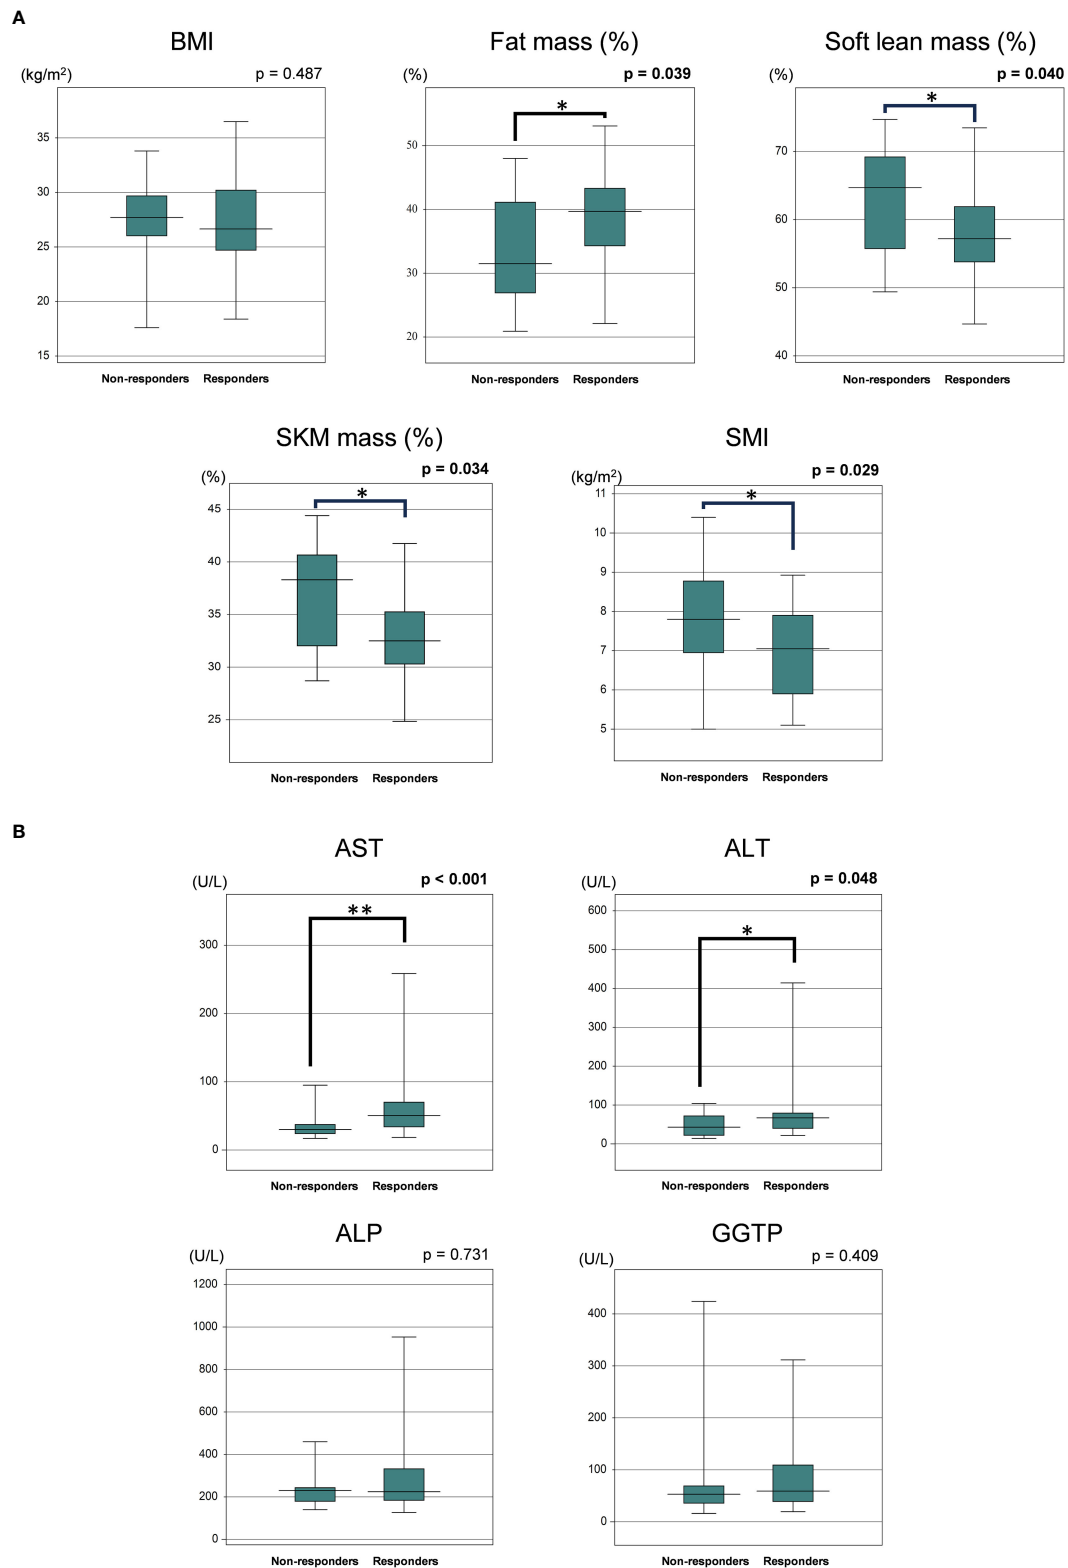 A
BMI
(kg/m²)
p = 0.487
35
30
25
20
15
Non-responders Responders
Fat mass (%)
(%)
p = 0.039
*
50
40
30
20
Non-responders Responders
Soft lean mass (%)
(%)
p = 0.040
*
70
60
50
40
Non-responders Responders
SKM mass (%)
(%)
p = 0.034
*
45
40
35
30
25
Non-responders Responders
SMI
(kg/m²)
p = 0.029
*
11
10
9
8
7
6
5
Non-responders Responders
B
AST
(U/L)
p < 0.001
**
300
200
100
0
Non-responders Responders
ALT
(U/L)
p = 0.048
*
600
500
400
300
200
100
0
Non-responders Responders
ALP
(U/L)
p = 0.731
1200
1000
800
600
400
200
0
Non-responders Responders
GGTP
(U/L)
p = 0.409
400
300
200
100
0
Non-responders Responders